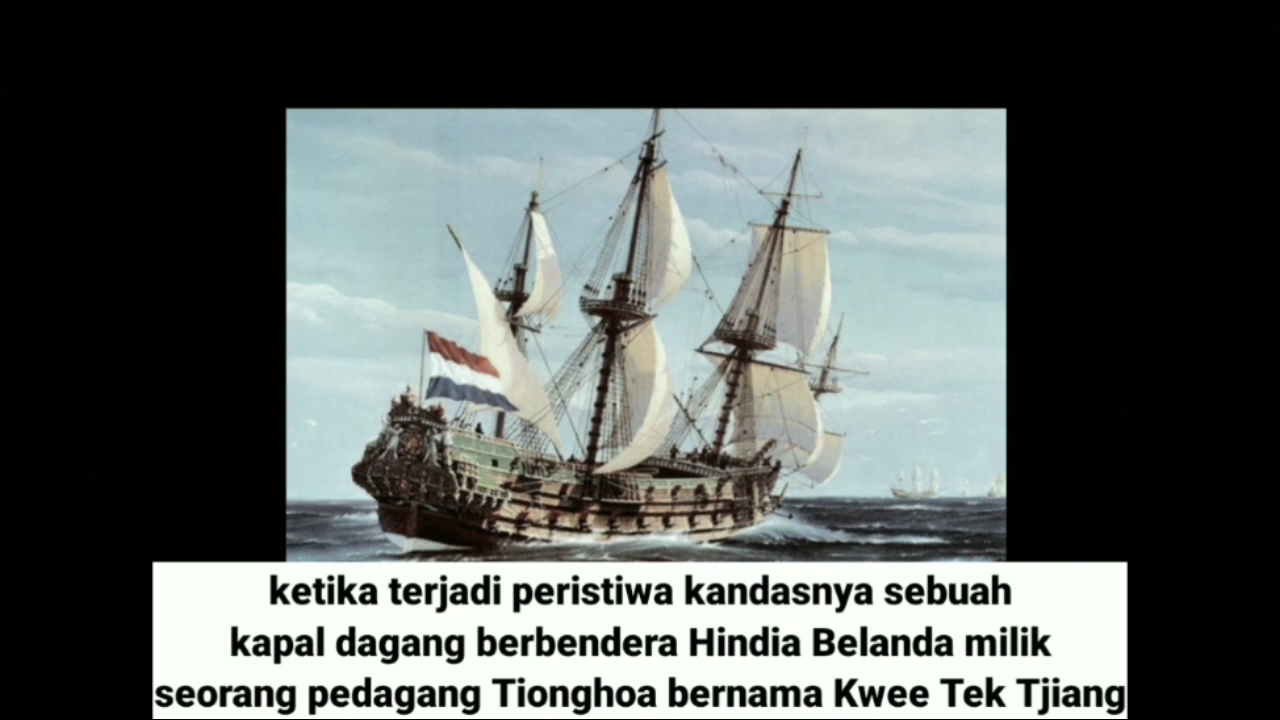 ketika terjadi peristiwa kandasnya sebuah
kapal dagang berbendera Hindia Belanda milik
seorang pedagang Tionghoa bernama Kwee Tek Tjiang